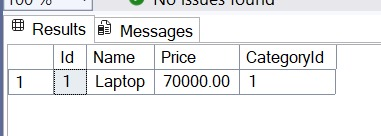 100 % No issues found
Results Messages
Id Name Price CategoryId
1 1 Laptop 70000.00 1